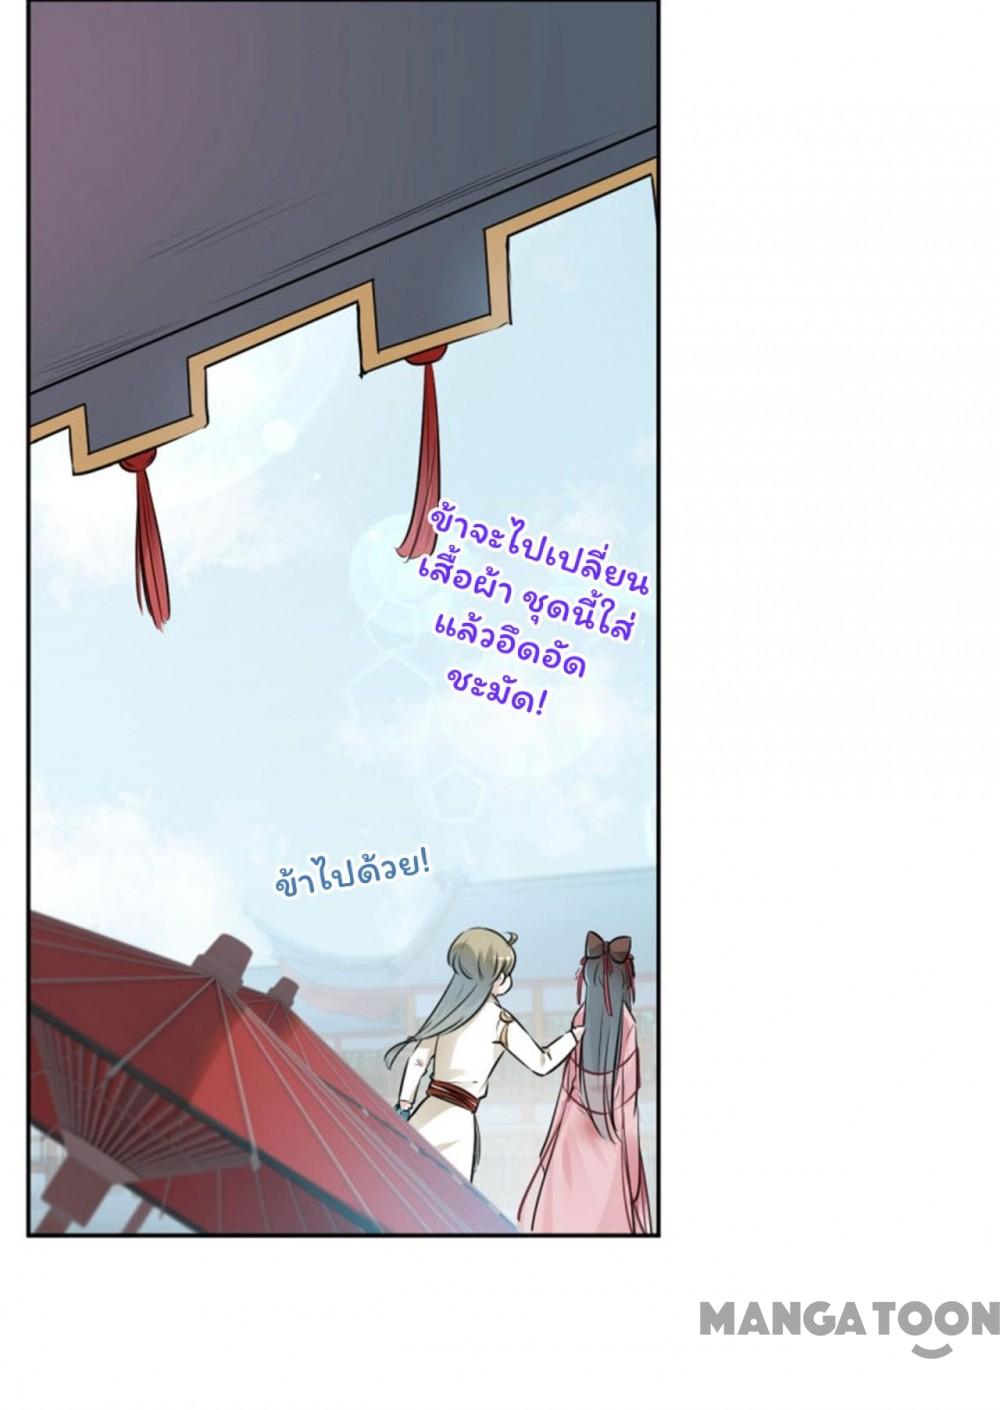 ข้าจะไปเปลี่ยน
เสื้อผ้า ชุดนี้ใส่
แล้วอึดอัด
ชะมัด!
ข้าไปด้วย!
MANGATOON